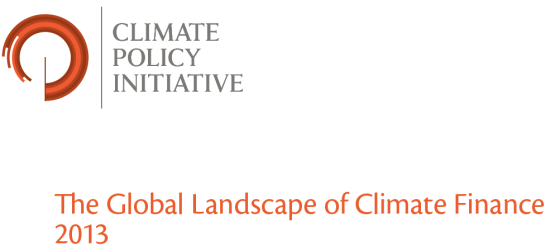 CLIMATE
POLICY
INITIATIVE
The Global Landscape of Climate Finance
2013